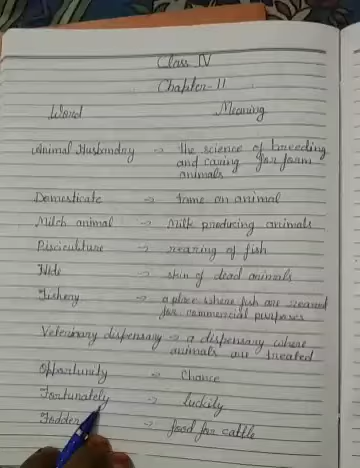 Class IV
Chapter-11
Word Meaning
Animal Husbandry → the science of breeding
and caring for farm
animals
Domesticate → tame an animal
Milch animal → Milk producing animals
Pisciculture → rearing of fish
Hide → skin of dead animals
Fishery → a place where fish are reared
for commercial purposes
Veterinary dispensary → a dispensary where
animals are treated
Opportunity → Chance
Fortunately → luckily
Fodder → food for cattle